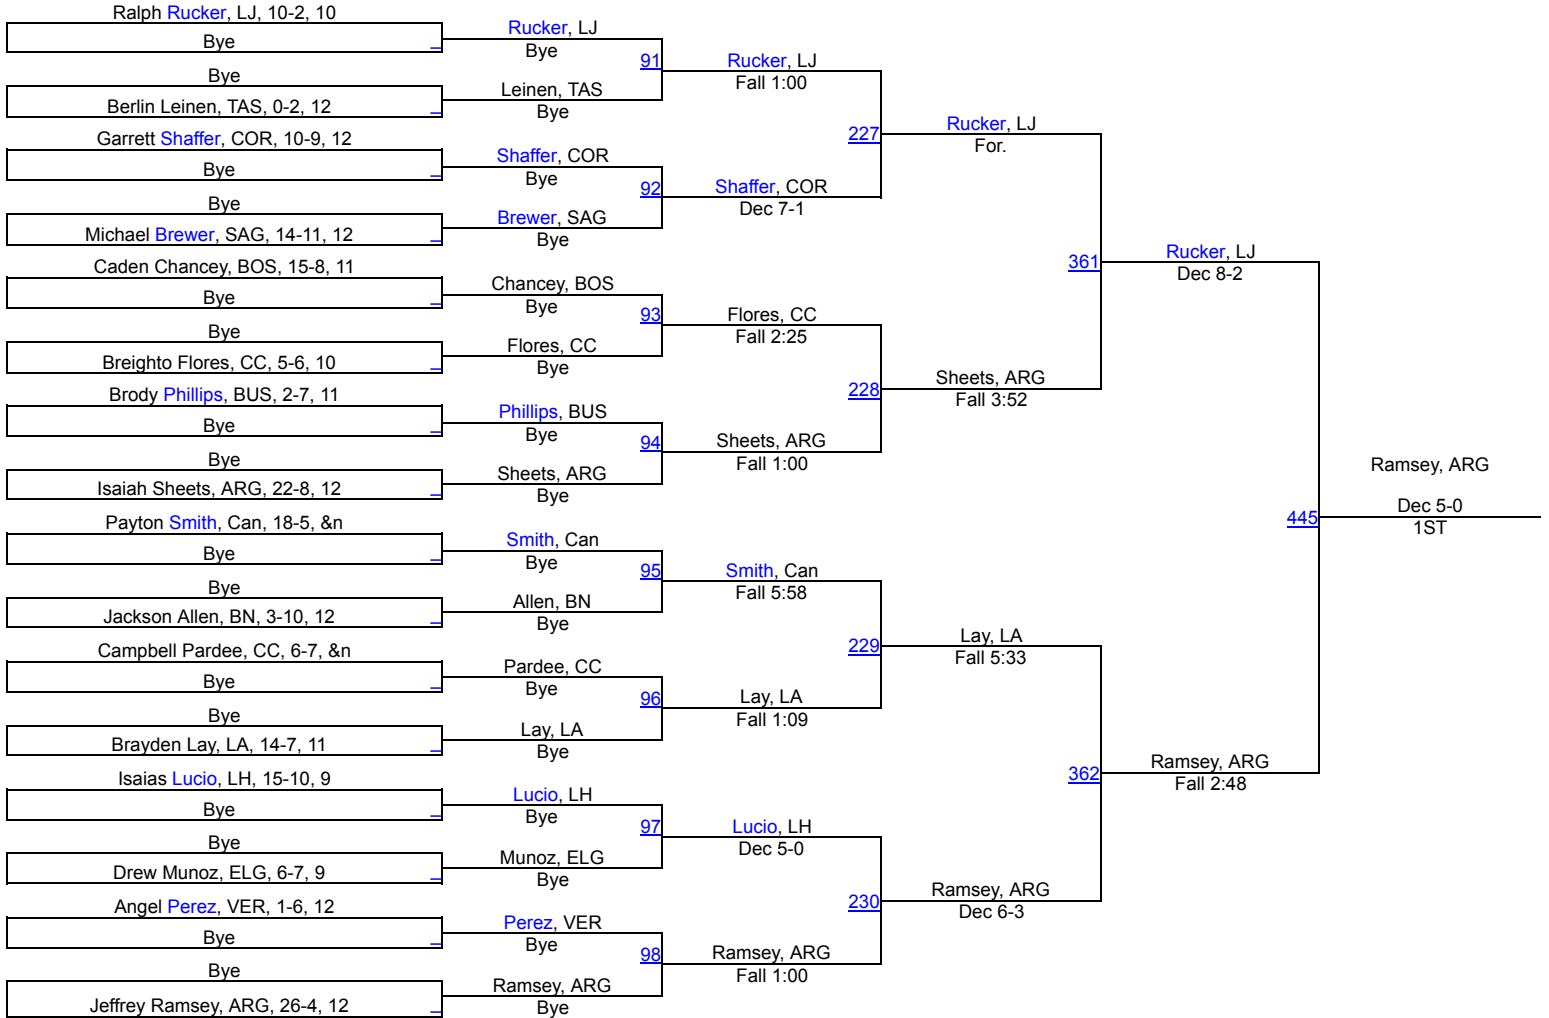 Ralph Rucker, LJ, 10-2, 10
Bye
Bye
Berlin Leinen, TAS, 0-2, 12
Garrett Shaffer, COR, 10-9, 12
Bye
Bye
Michael Brewer, SAG, 14-11, 12
Caden Chancey, BOS, 15-8, 11
Bye
Bye
Breighto Flores, CC, 5-6, 10
Brody Phillips, BUS, 2-7, 11
Bye
Bye
Isaiah Sheets, ARG, 22-8, 12
Payton Smith, Can, 18-5, &n
Bye
Bye
Jackson Allen, BN, 3-10, 12
Campbell Pardee, CC, 6-7, &n
Bye
Bye
Brayden Lay, LA, 14-7, 11
Isaias Lucio, LH, 15-10, 9
Bye
Bye
Drew Munoz, ELG, 6-7, 9
Angel Perez, VER, 1-6, 12
Bye
Bye
Jeffrey Ramsey, ARG, 26-4, 12
Rucker, LJ
Bye
91
Leinen, TAS
Bye
Shaffer, COR
Bye
92
Brewer, SAG
Bye
Chancey, BOS
Bye
93
Flores, CC
Bye
Phillips, BUS
Bye
94
Sheets, ARG
Bye
Smith, Can
Bye
95
Allen, BN
Bye
Pardee, CC
Bye
96
Lay, LA
Bye
Lucio, LH
Bye
97
Munoz, ELG
Bye
Perez, VER
Bye
98
Ramsey, ARG
Bye
Rucker, LJ
Fall 1:00
227
Shaffer, COR
Dec 7-1
Flores, CC
Fall 2:25
228
Sheets, ARG
Fall 1:00
Smith, Can
Fall 5:58
229
Lay, LA
Fall 1:09
Lucio, LH
Dec 5-0
230
Ramsey, ARG
Fall 1:00
Rucker, LJ
For.
361
Sheets, ARG
Fall 3:52
Lay, LA
Fall 5:33
362
Ramsey, ARG
Dec 6-3
Rucker, LJ
Dec 8-2
445
Ramsey, ARG
Fall 2:48
Ramsey, ARG
Dec 5-0
1ST